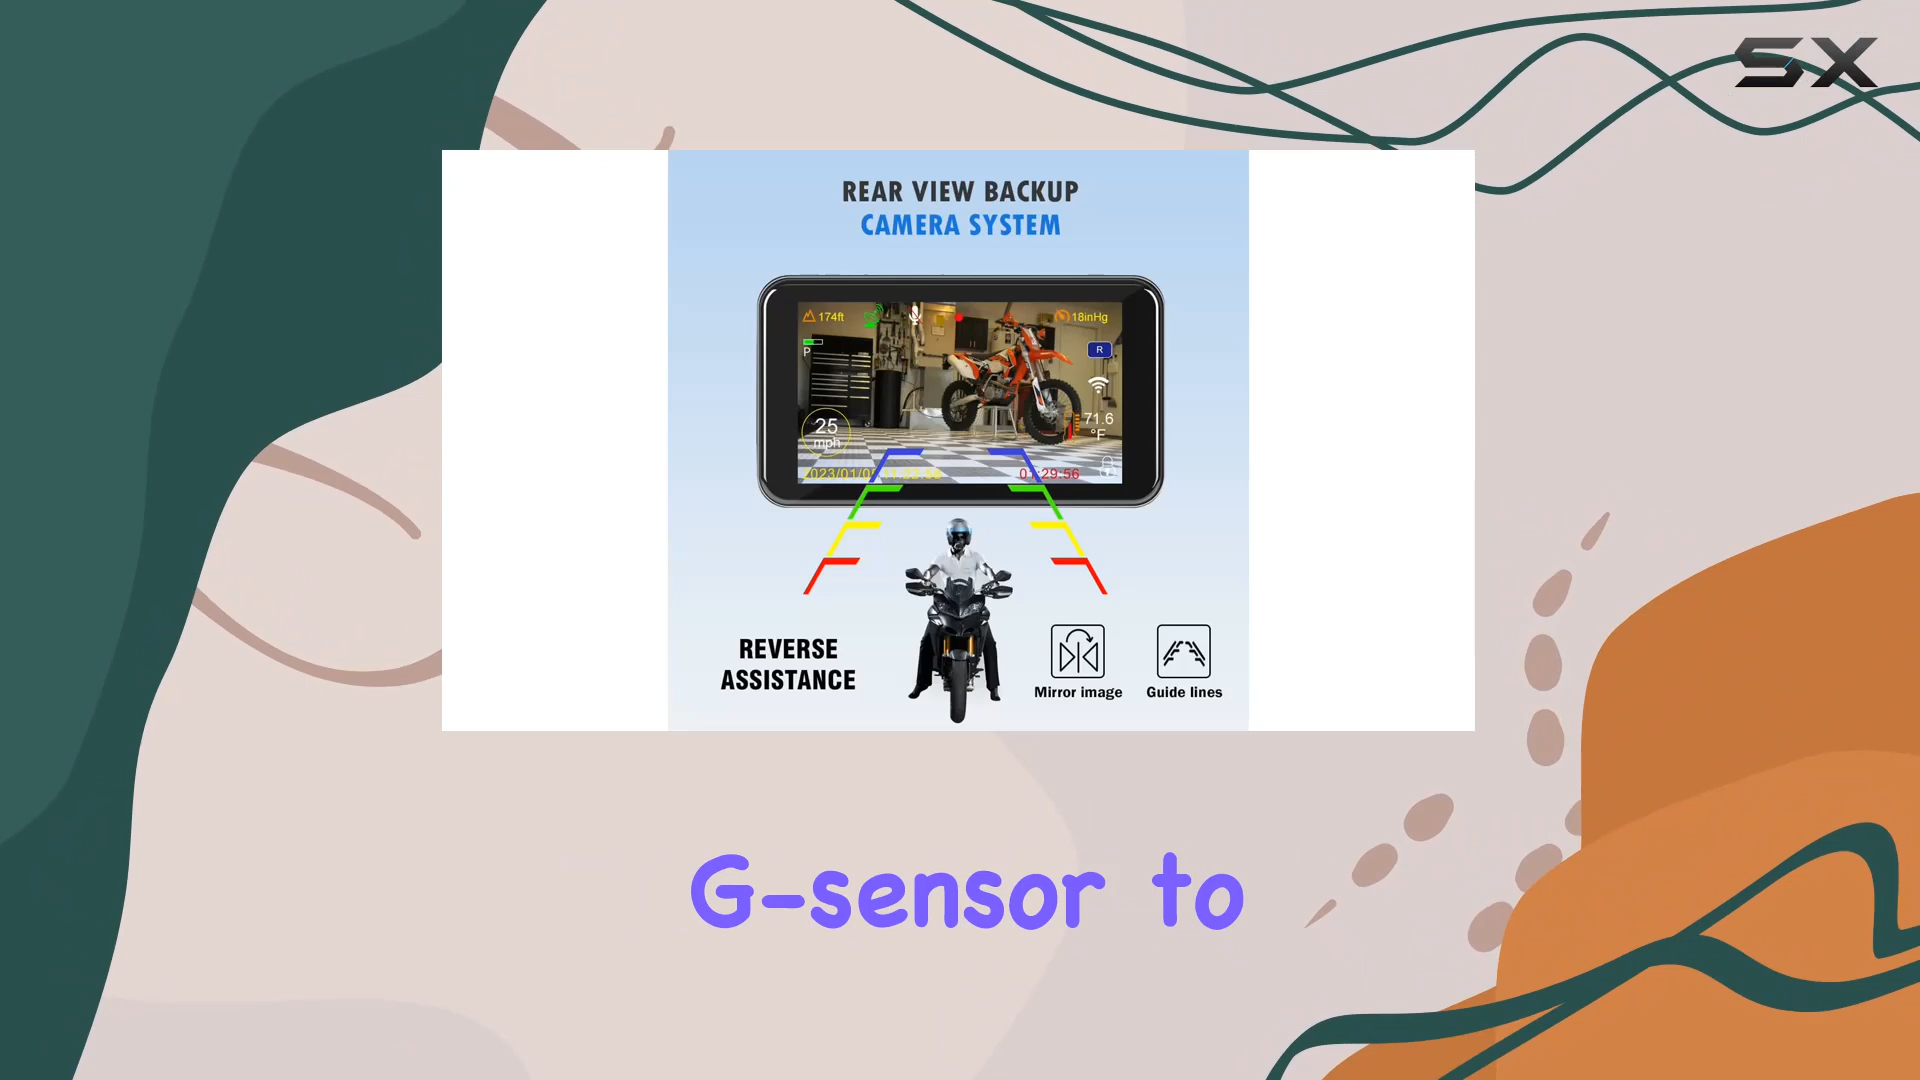 SX
REAR VIEW BACKUP
CAMERA SYSTEM
174ft
18inHg
P
R
25
mph
71.6
°F
REVERSE
ASSISTANCE
Mirror image
Guide lines
G-sensor to